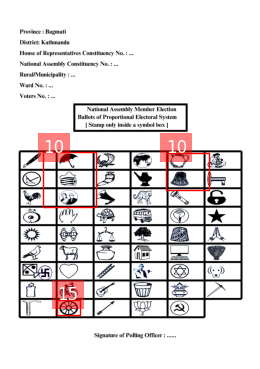 Province : Bagmati
District: Kathmandu
House of Representatives Constituency No. : ...
National Assembly Constituency No. : ...
Rural/Municipality : ...
Ward No. : ...
Voters No. : ...
National Assembly Member Election
Ballots of Proportional Electoral System
[ Stamp only inside a symbol box ]
10
10
15
Signature of Polling Officer : ......